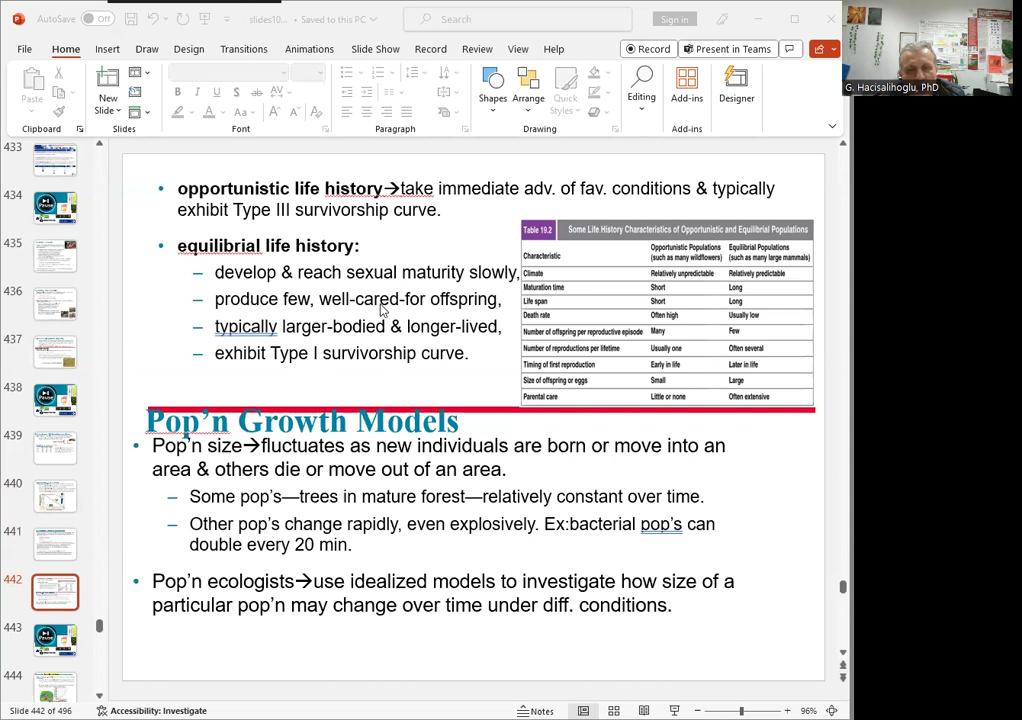 AutoSave Off slides10... • Saved to this PC Search Sign in
File Home Insert Draw Design Transitions Animations Slide Show Record Review View Help Record Present in Teams
G. Hacisalihoglu, PhD
Paste New Slide Shapes Arrange Quick Styles Editing Add-ins Designer
B I U S ab AV Aa A A
Clipboard Slides Font Paragraph Drawing Add-ins
433
434
435
436
437
438
439
440
441
442
443
444
• opportunistic life history→take immediate adv. of fav. conditions & typically
exhibit Type III survivorship curve.
• equilibrial life history:
– develop & reach sexual maturity slowly,
– produce few, well-cared-for offspring,
– typically larger-bodied & longer-lived,
– exhibit Type I survivorship curve.
Table 19.2 Some Life History Characteristics of Opportunistic and Equilibrial Populations
Characteristic Opportunistic Populations (such as many wildflowers) Equilibrial Populations (such as many large mammals)
Climate Relatively unpredictable Relatively predictable
Maturation time Short Long
Life span Short Long
Death rate Often high Usually low
Number of offspring per reproductive episode Many Few
Number of reproductions per lifetime Usually one Often several
Timing of first reproduction Early in life Later in life
Size of offspring or eggs Small Large
Parental care Little or none Often extensive
Pop’n Growth Models
• Pop’n size→fluctuates as new individuals are born or move into an
area & others die or move out of an area.
– Some pop’s—trees in mature forest—relatively constant over time.
– Other pop’s change rapidly, even explosively. Ex:bacterial pop’s can
double every 20 min.
• Pop’n ecologists→use idealized models to investigate how size of a
particular pop’n may change over time under diff. conditions.
Slide 442 of 496 Accessibility: Investigate Notes 96%